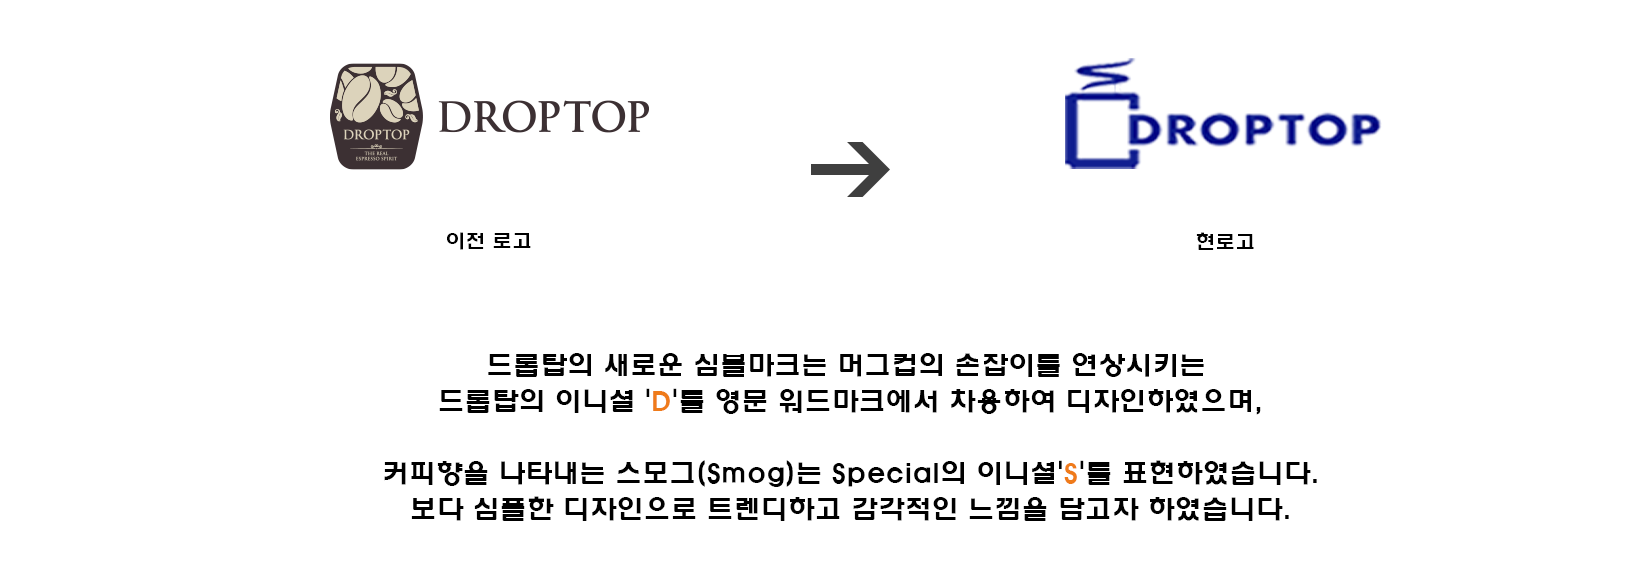 DROPTOP
THE REAL
ESPRESSO SPIRIT
DROPTOP
DROPTOP
이전 로고
현로고
드롭탑의 새로운 심볼마크는 머그컵의 손잡이를 연상시키는
드롭탑의 이니셜 'D'를 영문 워드마크에서 차용하여 디자인하였으며,
커피향을 나타내는 스모그(Smog)는 Special의 이니셜'S'를 표현하였습니다.
보다 심플한 디자인으로 트렌디하고 감각적인 느낌을 담고자 하였습니다.